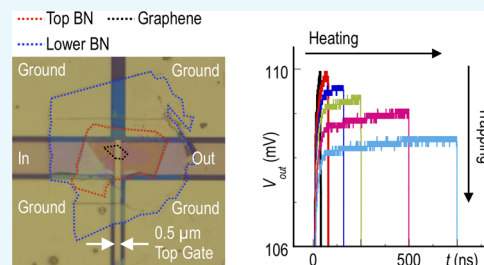 Top BN
Graphene
Lower BN
Ground
Ground
In
Out
Ground
Ground
0.5 μm
Top Gate
Heating
Trapping
110
V_out (mV)
106
0
500
t (ns)